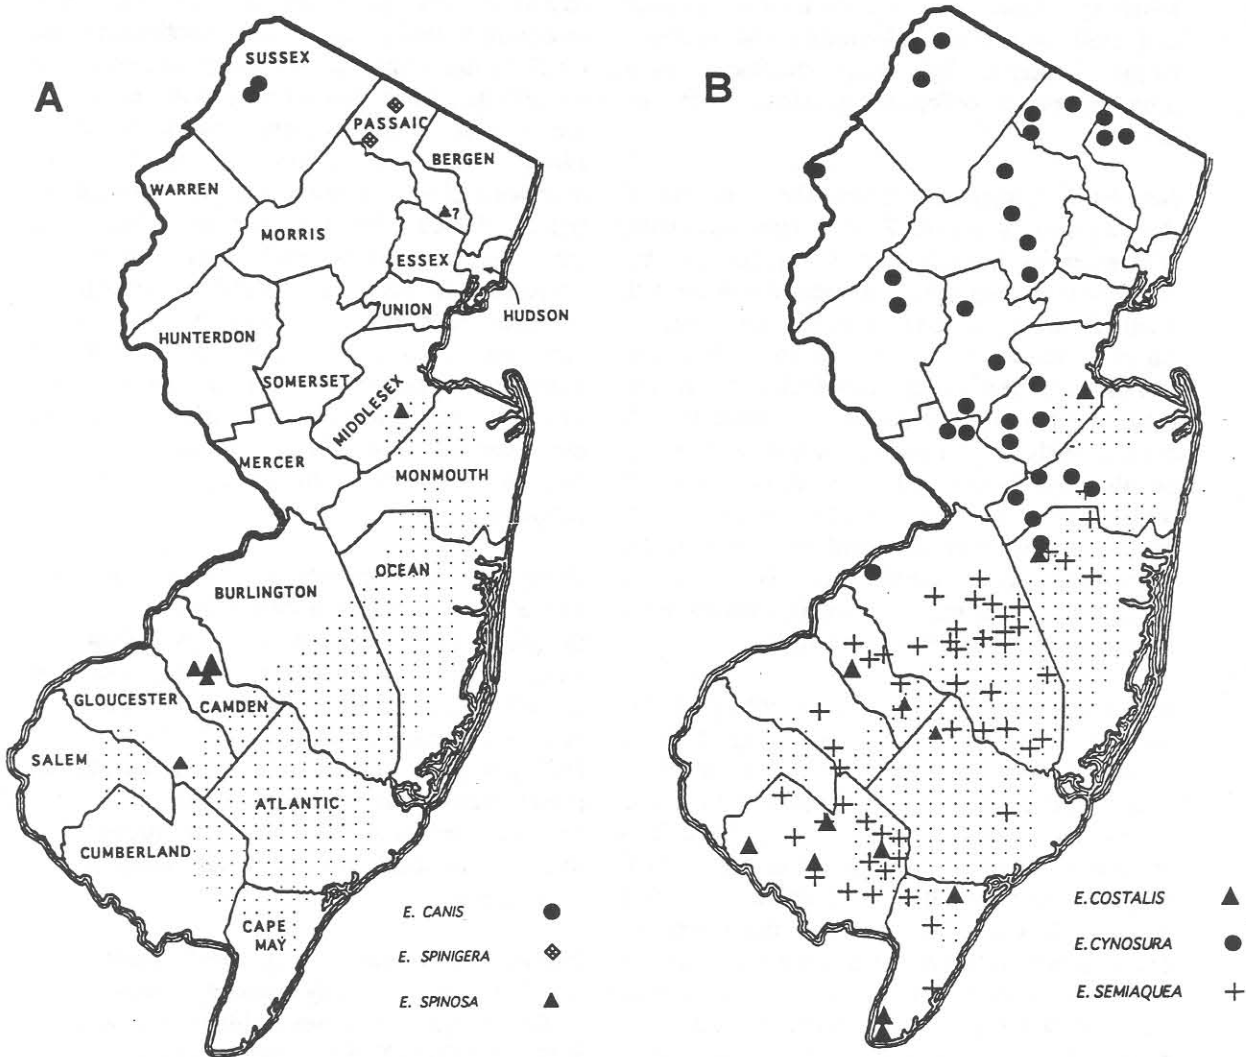 A
SUSSEX
PASSAIC
BERGEN
WARREN
?
MORRIS
ESSEX
UNION
HUDSON
HUNTERDON
SOMERSET
MIDDLESEX
MERCER
MONMOUTH
OCEAN
BURLINGTON
GLOUCESTER
CAMDEN
SALEM
ATLANTIC
CUMBERLAND
CAPE
MAY
E. CANIS
E. SPINIGERA
E. SPINOSA
B
E. COSTALIS
E. CYNOSURA
E. SEMIAQUEA